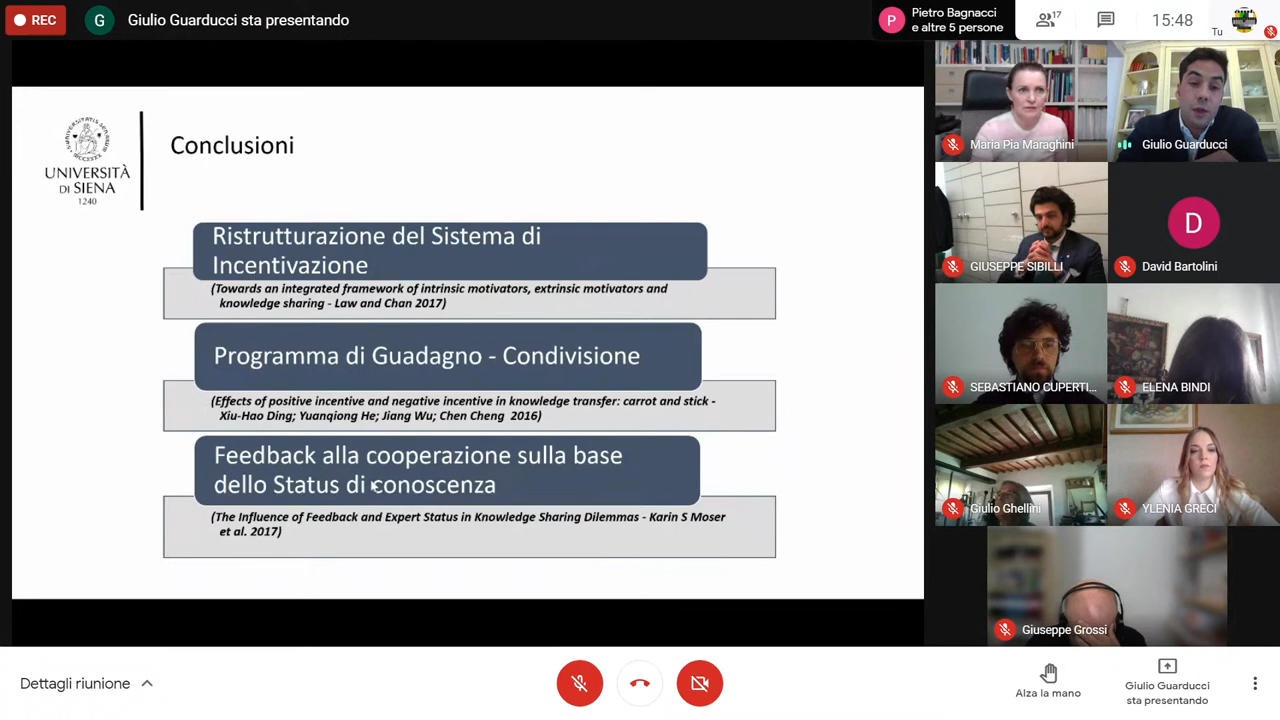 REC
G
Giulio Guarducci sta presentando
P
Pietro Bagnacci
e altre 5 persone
17
15:48
Tu
UNIVERSITÀ
DI SIENA
1240
Conclusioni
Ristrutturazione del Sistema di
Incentivazione
(Towards an integrated framework of intrinsic motivators, extrinsic motivators and
knowledge sharing - Law and Chan 2017)
Programma di Guadagno - Condivisione
(Effects of positive incentive and negative incentive in knowledge transfer: carrot and stick -
Xiu-Hao Ding; Yuanqiong He; Jiang Wu; Chen Cheng 2016)
Feedback alla cooperazione sulla base
dello Status di conoscenza
(The Influence of Feedback and Expert Status in Knowledge Sharing Dilemmas - Karin S Moser
et al. 2017)
Maria Pia Maraghini
Giulio Guarducci
GIUSEPPE SIBILLI
D
David Bartolini
SEBASTIANO CUPERTI...
ELENA BINDI
Giulio Ghellini
YLENIA GRECI
Giuseppe Grossi
Dettagli riunione
Alza la mano
Giulio Guarducci
sta presentando